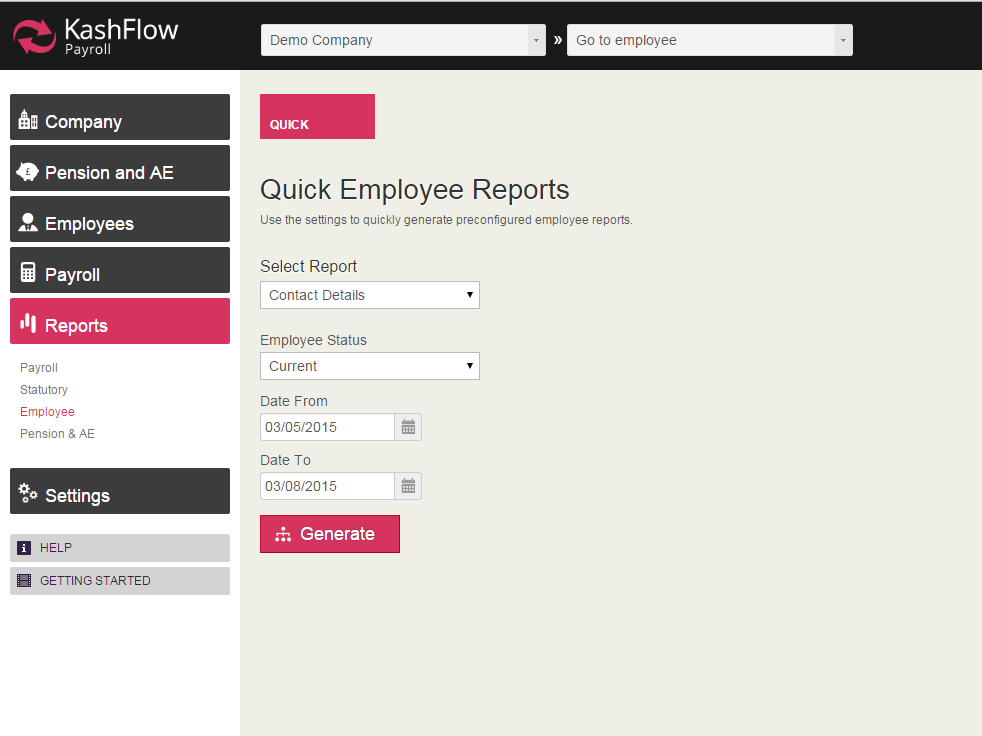 KashFlow
Payroll
Demo Company
»
Go to employee
Company
£
Pension and AE
Employees
Payroll
Reports
Payroll
Statutory
Employee
Pension & AE
Settings
i
HELP
GETTING STARTED
QUICK
Quick Employee Reports
Use the settings to quickly generate preconfigured employee reports.
Select Report
Contact Details
Employee Status
Current
Date From
03/05/2015
Date To
03/08/2015
Generate